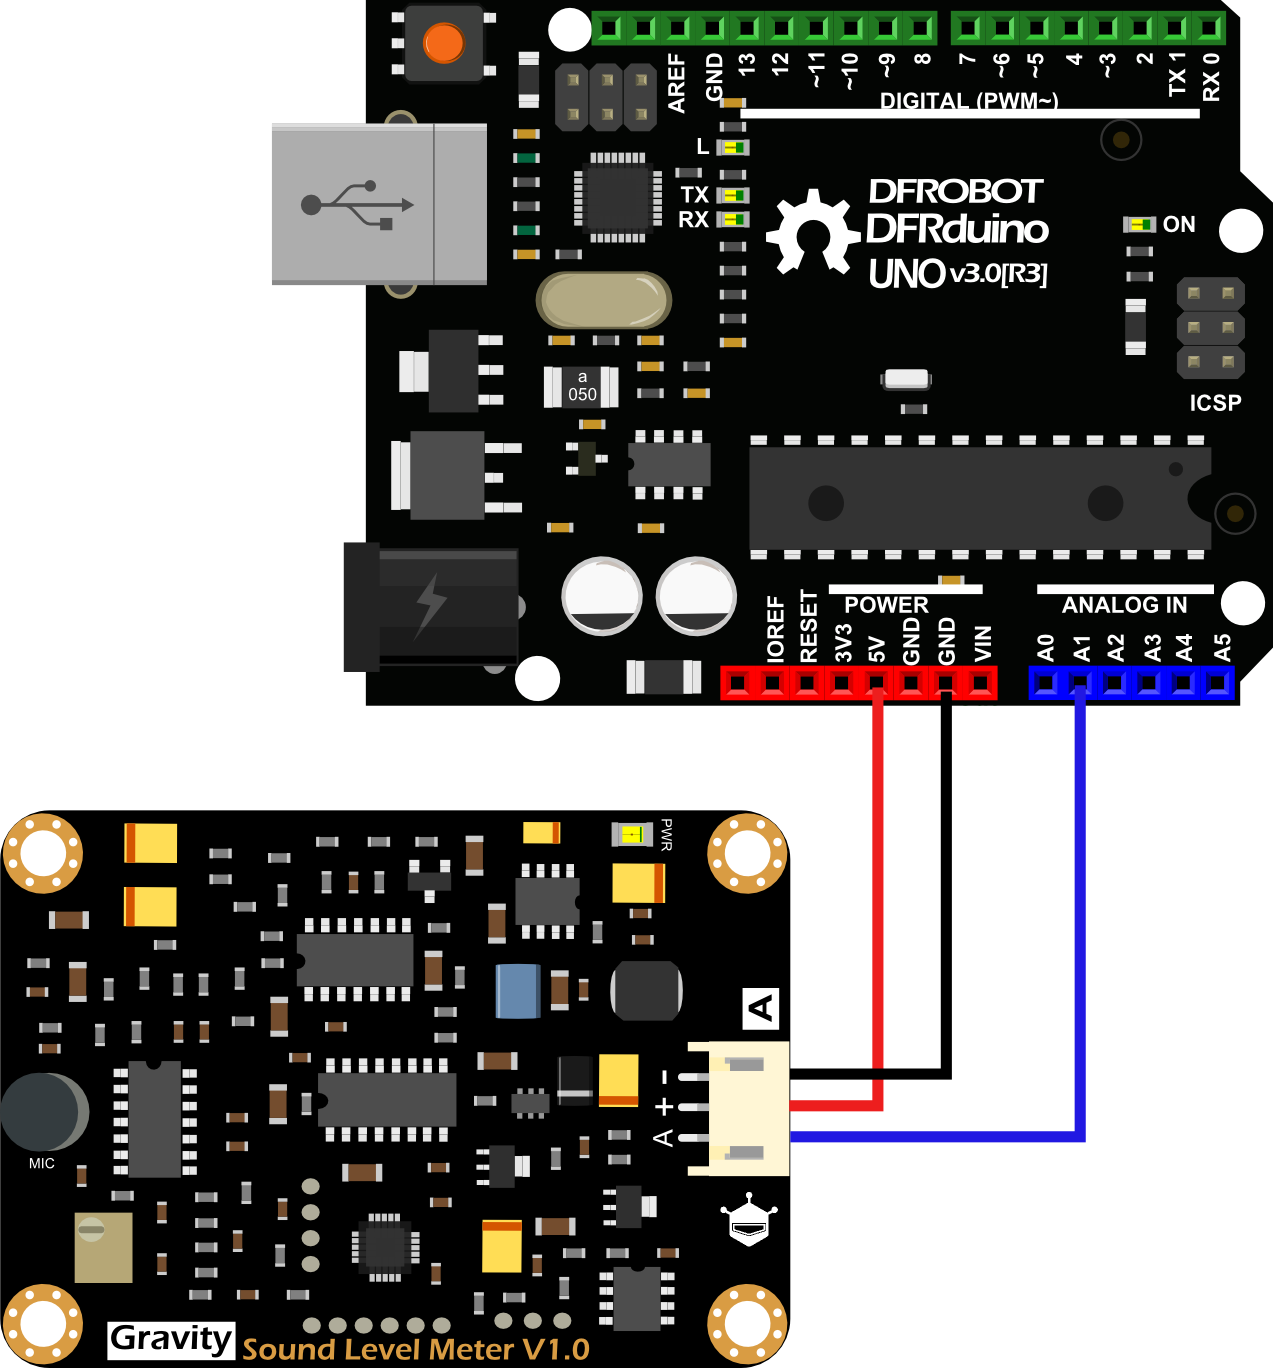 AREF
GND
13
12
~11
~10
~9
8
7
~6
~5
4
~3
2
TX 1
RX 0
DIGITAL (PWM~)
L
TX
RX
DFROBOT
DFRduino
UNO v3.0[R3]
ON
ICSP
a
050
POWER
ANALOG IN
IOREF
RESET
3V3
5V
GND
GND
VIN
A0
A1
A2
A3
A4
A5
PWR
A
-
+
A
MIC
Gravity
Sound Level Meter V1.0